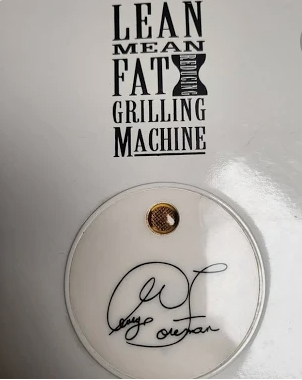 LEAN
MEAN
FAT REDUCING
GRILLING
MACHINE
George Foreman